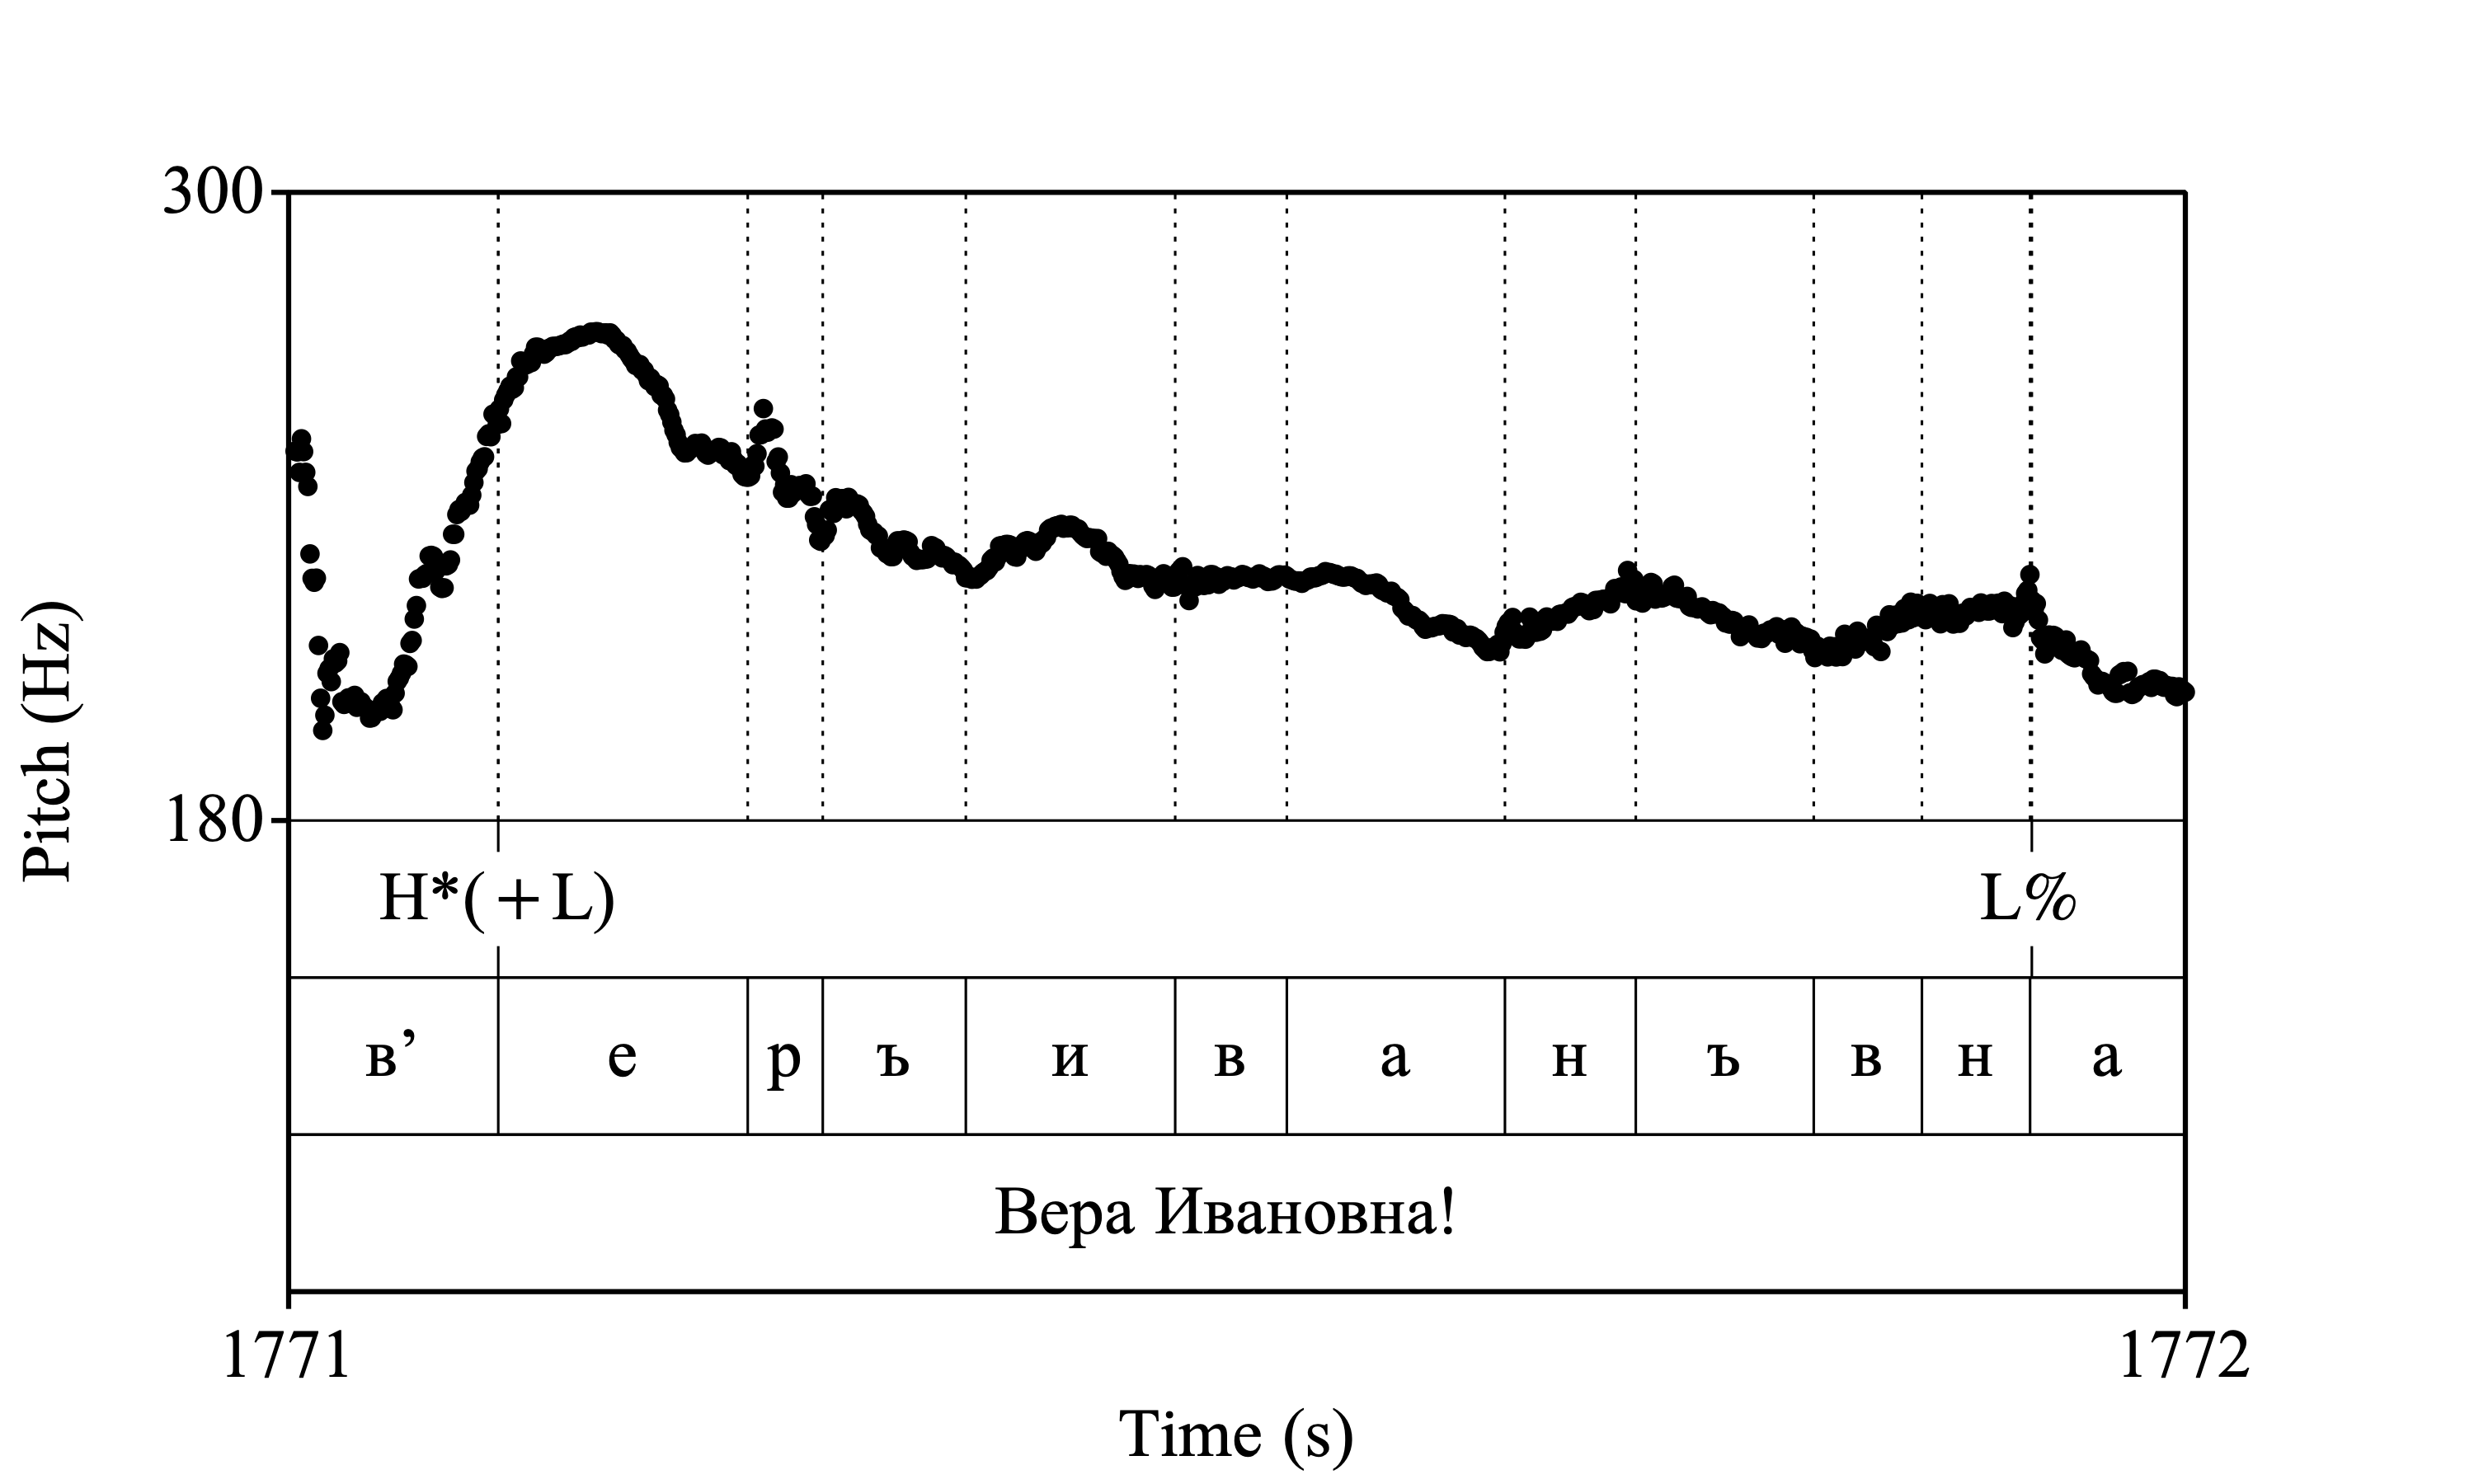 300
180
Pitch (Hz)
H*(+L) L%
в’ е р ъ и в а н ъ в н а
Вера Ивановна!
1771 1772
Time (s)